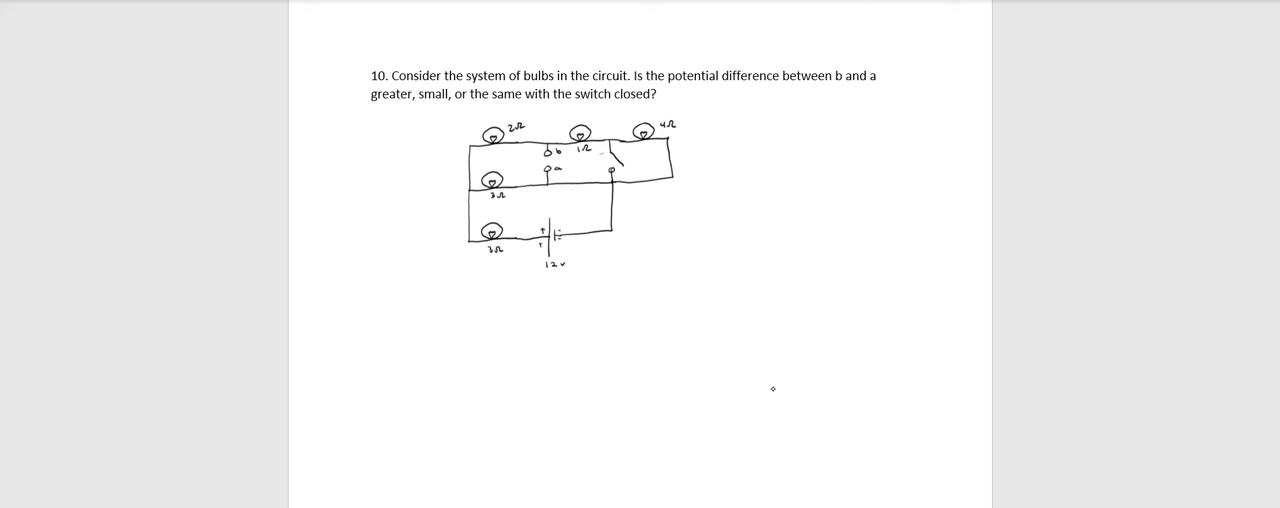 10. Consider the system of bulbs in the circuit. Is the potential difference between b and a
greater, small, or the same with the switch closed?
2Ω
4Ω
b
1Ω
a
3Ω
+
3Ω
12v